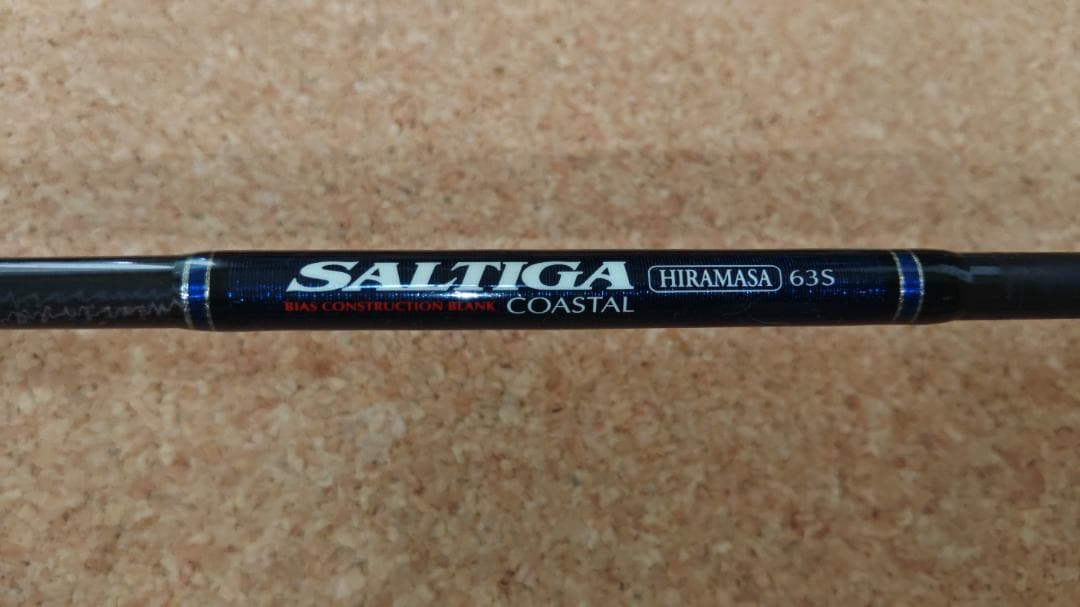 SALTIGA HIRAMASA 63S
BIAS CONSTRUCTION BLANK COASTAL